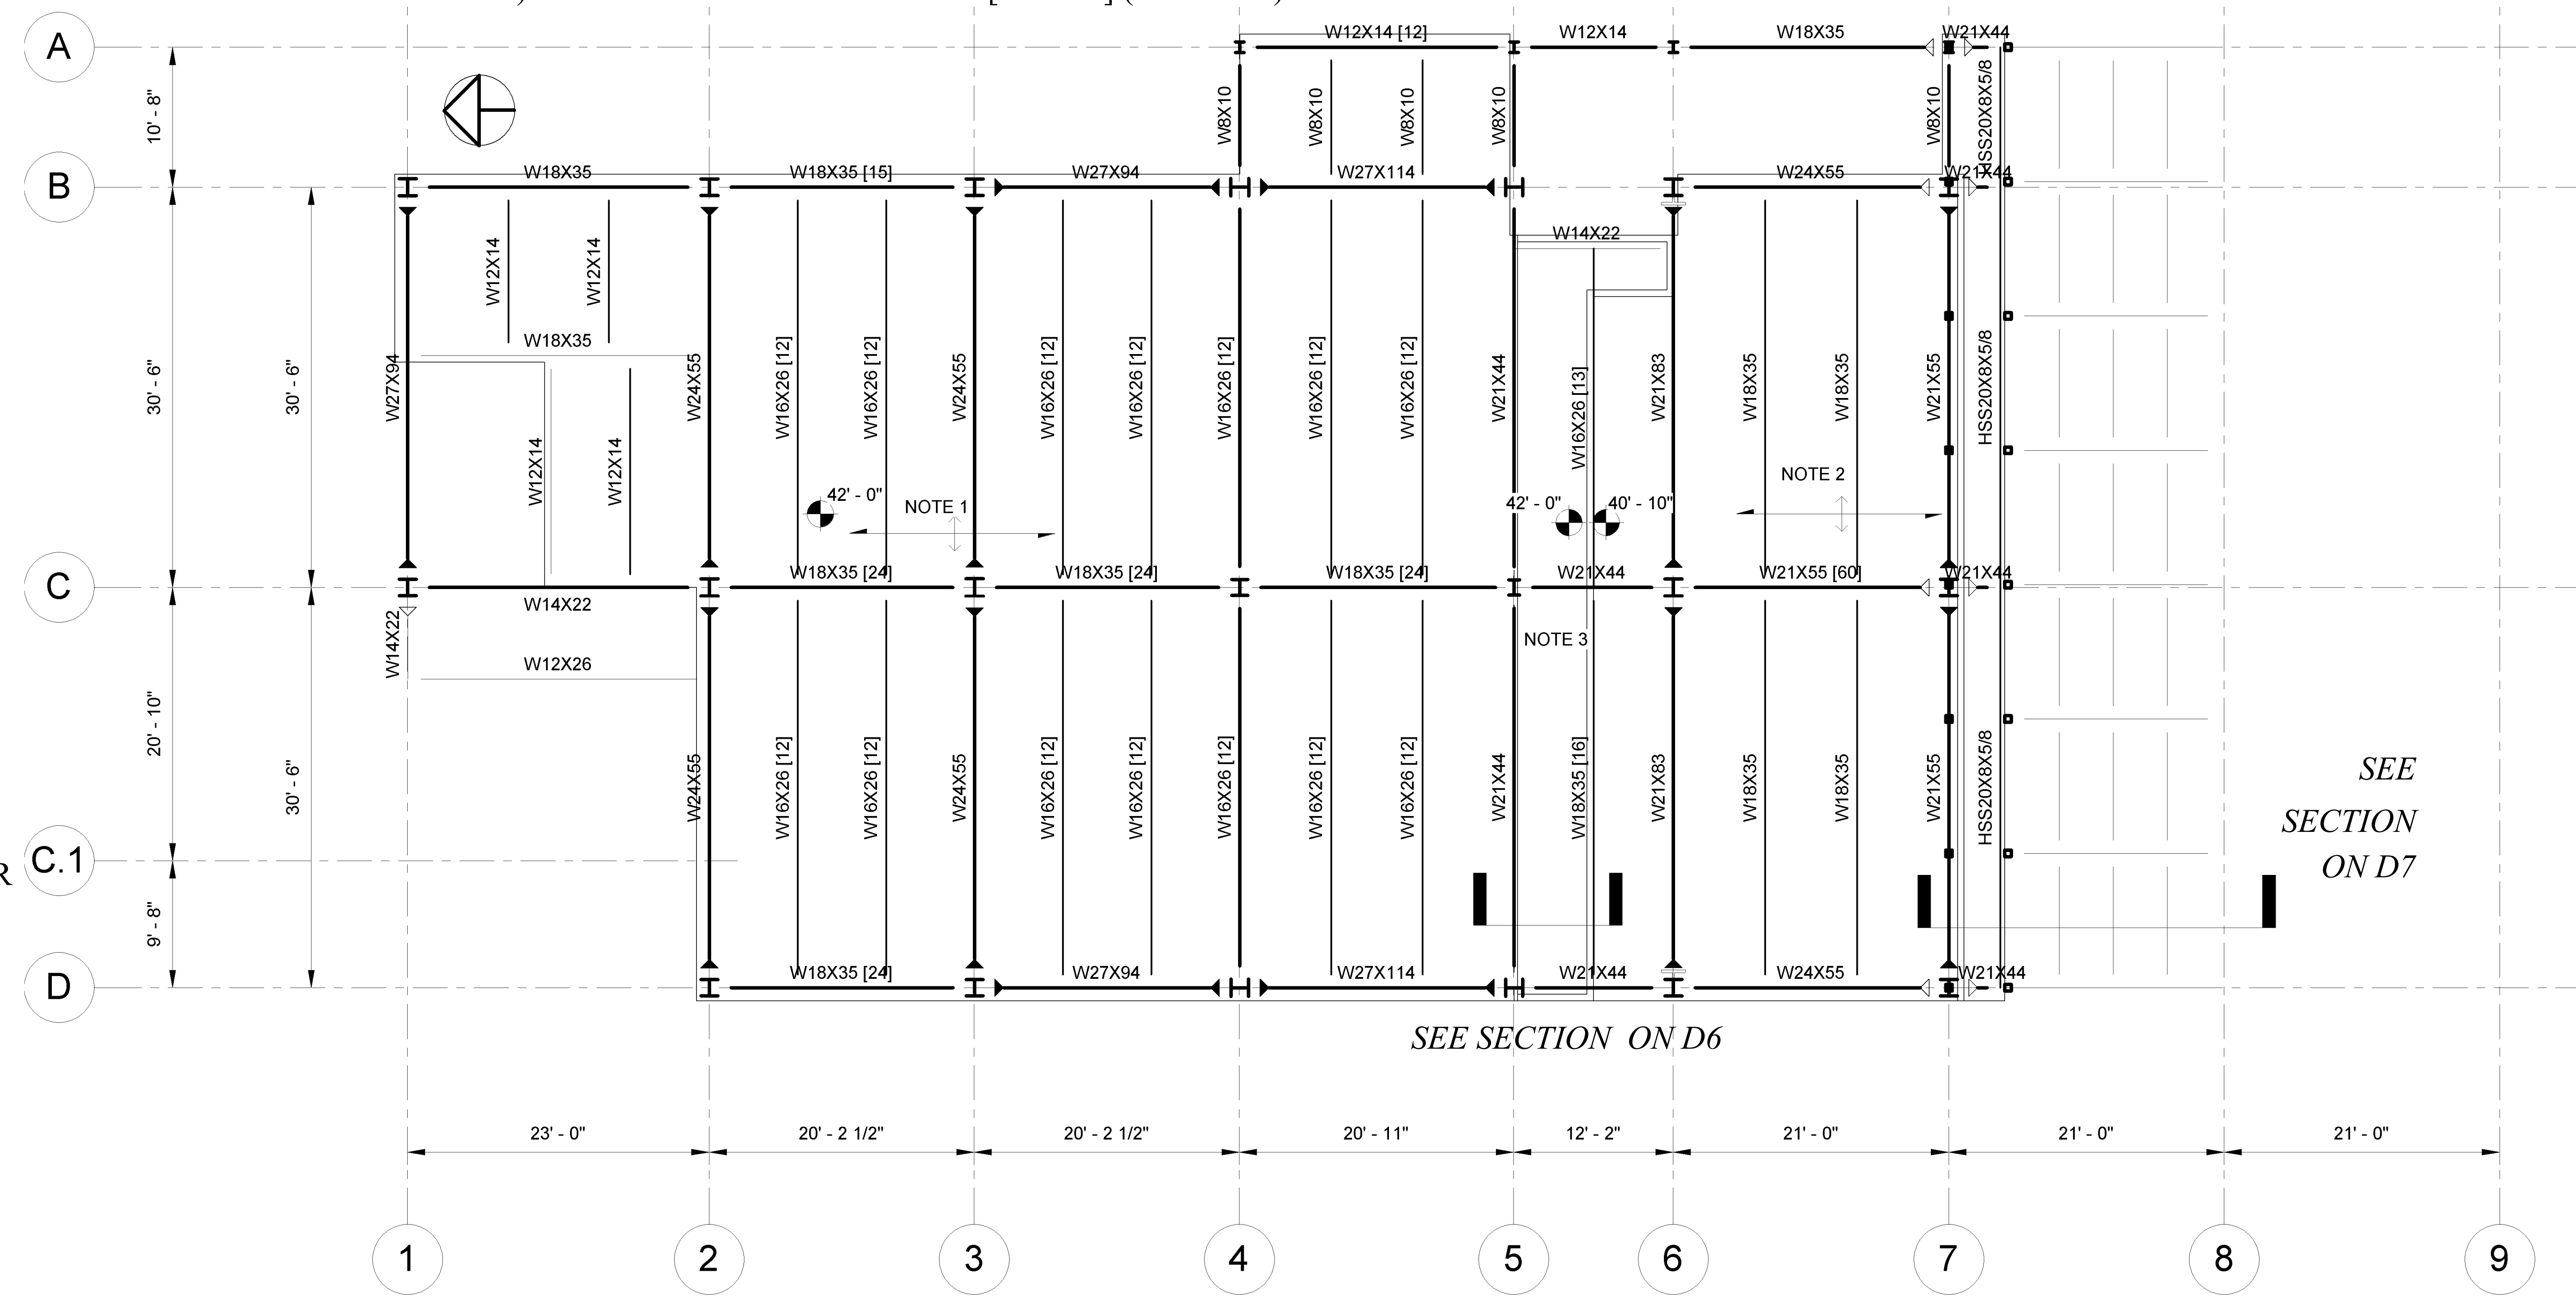 A
W12X14 [12]
W12X14
W18X35
W21X44
10' - 8"
W8X10
W8X10
W8X10
W8X10
W8X10
HSS20X8X5/8
B
W18X35
W18X35 [15]
W27X94
W27X114
W24X55
W21X44
W14X22
W12X14
W12X14
W18X35
30' - 6"
30' - 6"
W27X94
W24X55
W16X26 [12]
W16X26 [12]
W24X55
W16X26 [12]
W16X26 [12]
W16X26 [12]
W16X26 [12]
W16X26 [12]
W21X44
W16X26 [13]
W21X83
W18X35
W18X35
W21X55
HSS20X8X5/8
W12X14
W12X14
42' - 0"
NOTE 1
42' - 0"
40' - 10"
NOTE 2
C
W18X35 [24]
W18X35 [24]
W18X35 [24]
W21X44
W21X55 [60]
W21X44
W14X22
W14X22
NOTE 3
W12X26
20' - 10"
30' - 6"
W24X55
W16X26 [12]
W16X26 [12]
W24X55
W16X26 [12]
W16X26 [12]
W16X26 [12]
W16X26 [12]
W16X26 [12]
W21X44
W18X35 [16]
W21X83
W18X35
W18X35
W21X55
HSS20X8X5/8
SEE
SECTION
ON D7
R
C.1
9' - 8"
D
W18X35 [24]
W27X94
W27X114
W21X44
W24X55
W21X44
SEE SECTION ON D6
23' - 0"
20' - 2 1/2"
20' - 2 1/2"
20' - 11"
12' - 2"
21' - 0"
21' - 0"
21' - 0"
1
2
3
4
5
6
7
8
9